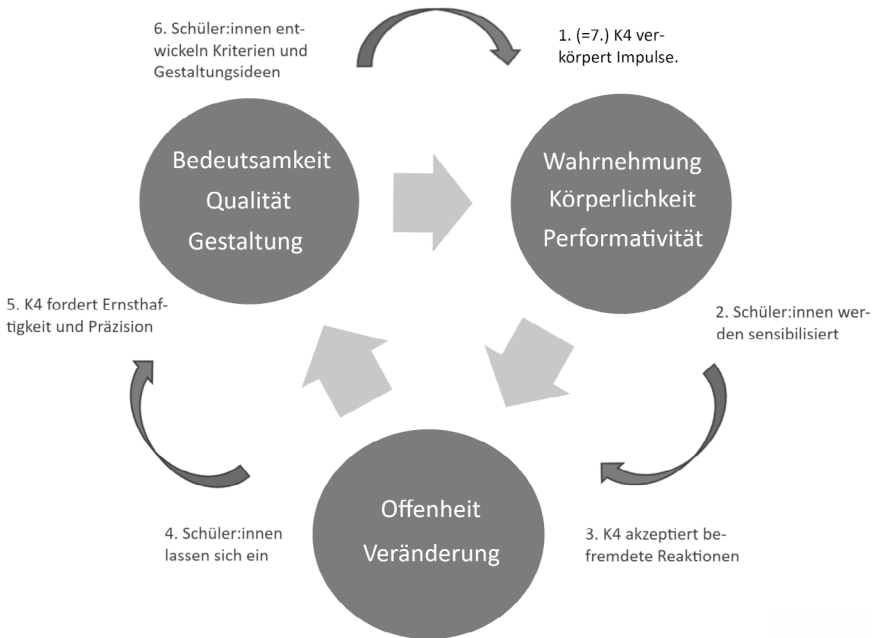 6. Schüler:innen ent-
wickeln Kriterien und
Gestaltungsideen
1. (=7.) K4 ver-
körpert Impulse.
Bedeutsamkeit
Qualität
Gestaltung
Wahrnehmung
Körperlichkeit
Performativität
5. K4 fordert Ernsthaf-
tigkeit und Präzision
2. Schüler:innen wer-
den sensibilisiert
Offenheit
Veränderung
4. Schüler:innen
lassen sich ein
3. K4 akzeptiert be-
fremdete Reaktionen